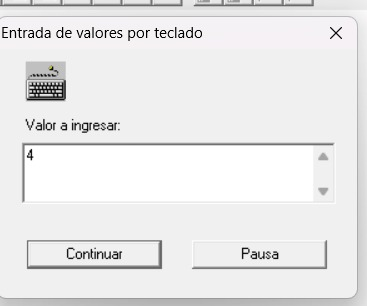 Entrada de valores por teclado
Valor a ingresar:
4
Continuar
Pausa